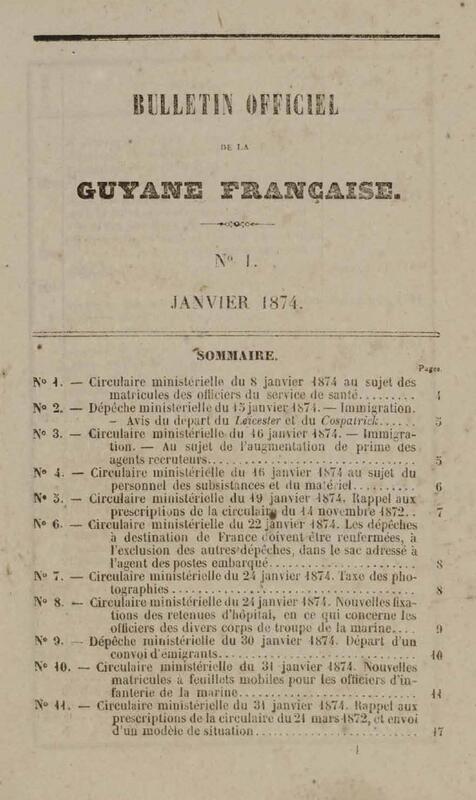 BULLETIN OFFICIEL
DE LA
GUYANE FRANÇAISE.
N° 1.
JANVIER 1874.
SOMMAIRE.
Pages
N° 1. — Circulaire ministérielle du 8 janvier 1874 au sujet des
matricules des officiers du service de santé......... 1
N° 2. — Dépêche ministérielle du 15 janvier 1874. — Immigration.
– Avis du départ du Leicester et du Cospatrick...... 5
N° 3. — Circulaire ministérielle du 16 janvier 1874. — Immigra-
tion. — Au sujet de l'augmentation de prime des
agents recruteurs.............................. 5
N° 4. — Circulaire ministérielle du 16 janvier 1874 au sujet du
personnel des subsistances et du matériel........... 6
N° 5. — Circulaire ministérielle du 19 janvier 1874. Rappel aux
prescriptions de la circulaire du 14 novembre 1872.. 7
N° 6. — Circulaire ministérielle du 22 janvier 1874. Les dépêches
à destination de France doivent être renfermées, à
l'exclusion des autres dépêches, dans le sac adressé à
l'agent des postes embarqué....................... 8
N° 7. — Circulaire ministérielle du 24 janvier 1874. Taxe des pho-
tographies...................................... 8
N° 8. — Circulaire ministérielle du 24 janvier 1874. Nouvelles fixa-
tions des retenues d'hôpital, en ce qui concerne les
officiers des divers corps de troupe de la marine.... 9
N° 9. — Dépêche ministérielle du 30 janvier 1874. Départ d'un
convoi d'émigrants............................... 10
N° 10. — Circulaire ministérielle du 31 janvier 1874. Nouvelles
matricules à feuillets mobiles pour les officiers d'in-
fanterie de la marine............................. 11
N° 11. — Circulaire ministérielle du 31 janvier 1874. Rappel aux
prescriptions de la circulaire du 21 mars 1872, et envoi
d'un modèle de situation......................... 17
1